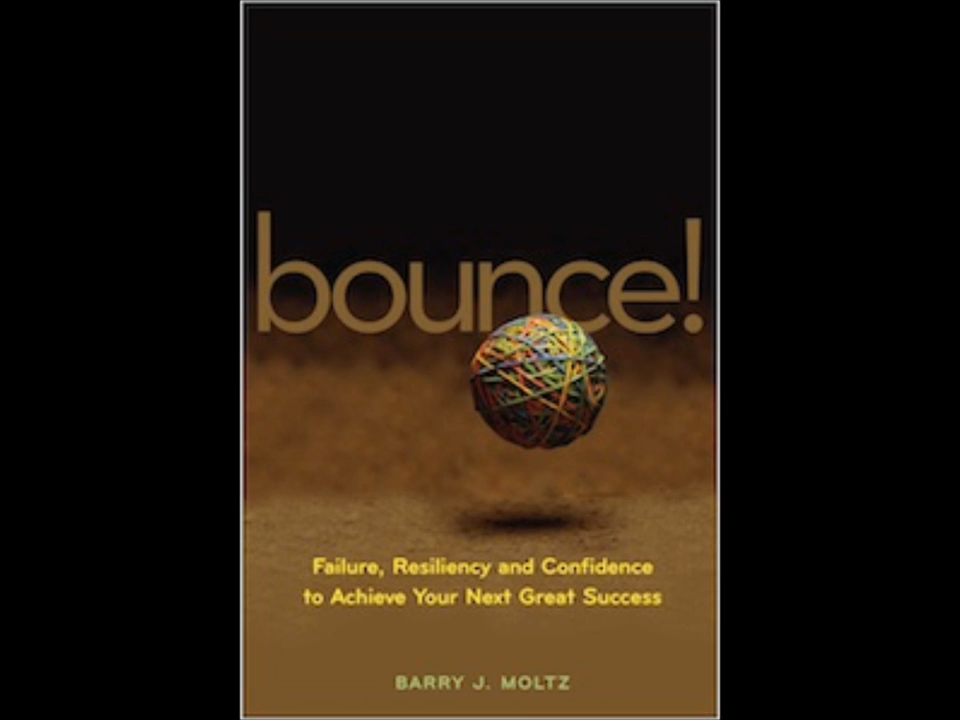 bounce!
Failure, Resiliency and Confidence
to Achieve Your Next Great Success
BARRY J. MOLTZ